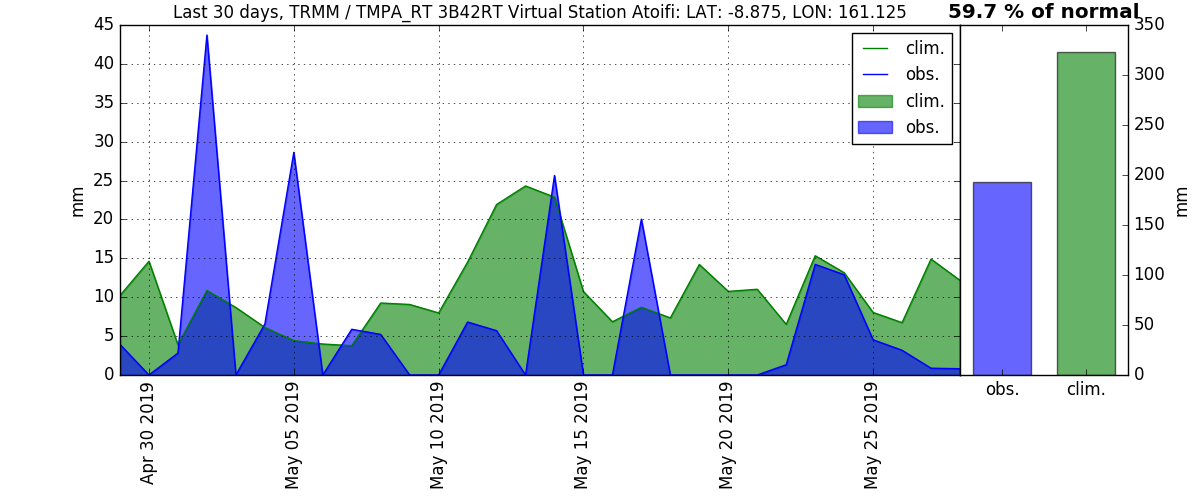 Last 30 days, TRMM / TMPA_RT 3B42RT Virtual Station Atoifi: LAT: -8.875, LON: 161.125
59.7 % of normal
45
40
35
30
25
20
15
10
5
0
mm
clim.
obs.
clim.
obs.
Apr 30 2019
May 05 2019
May 10 2019
May 15 2019
May 20 2019
May 25 2019
350
300
250
200
150
100
50
0
mm
obs.
clim.